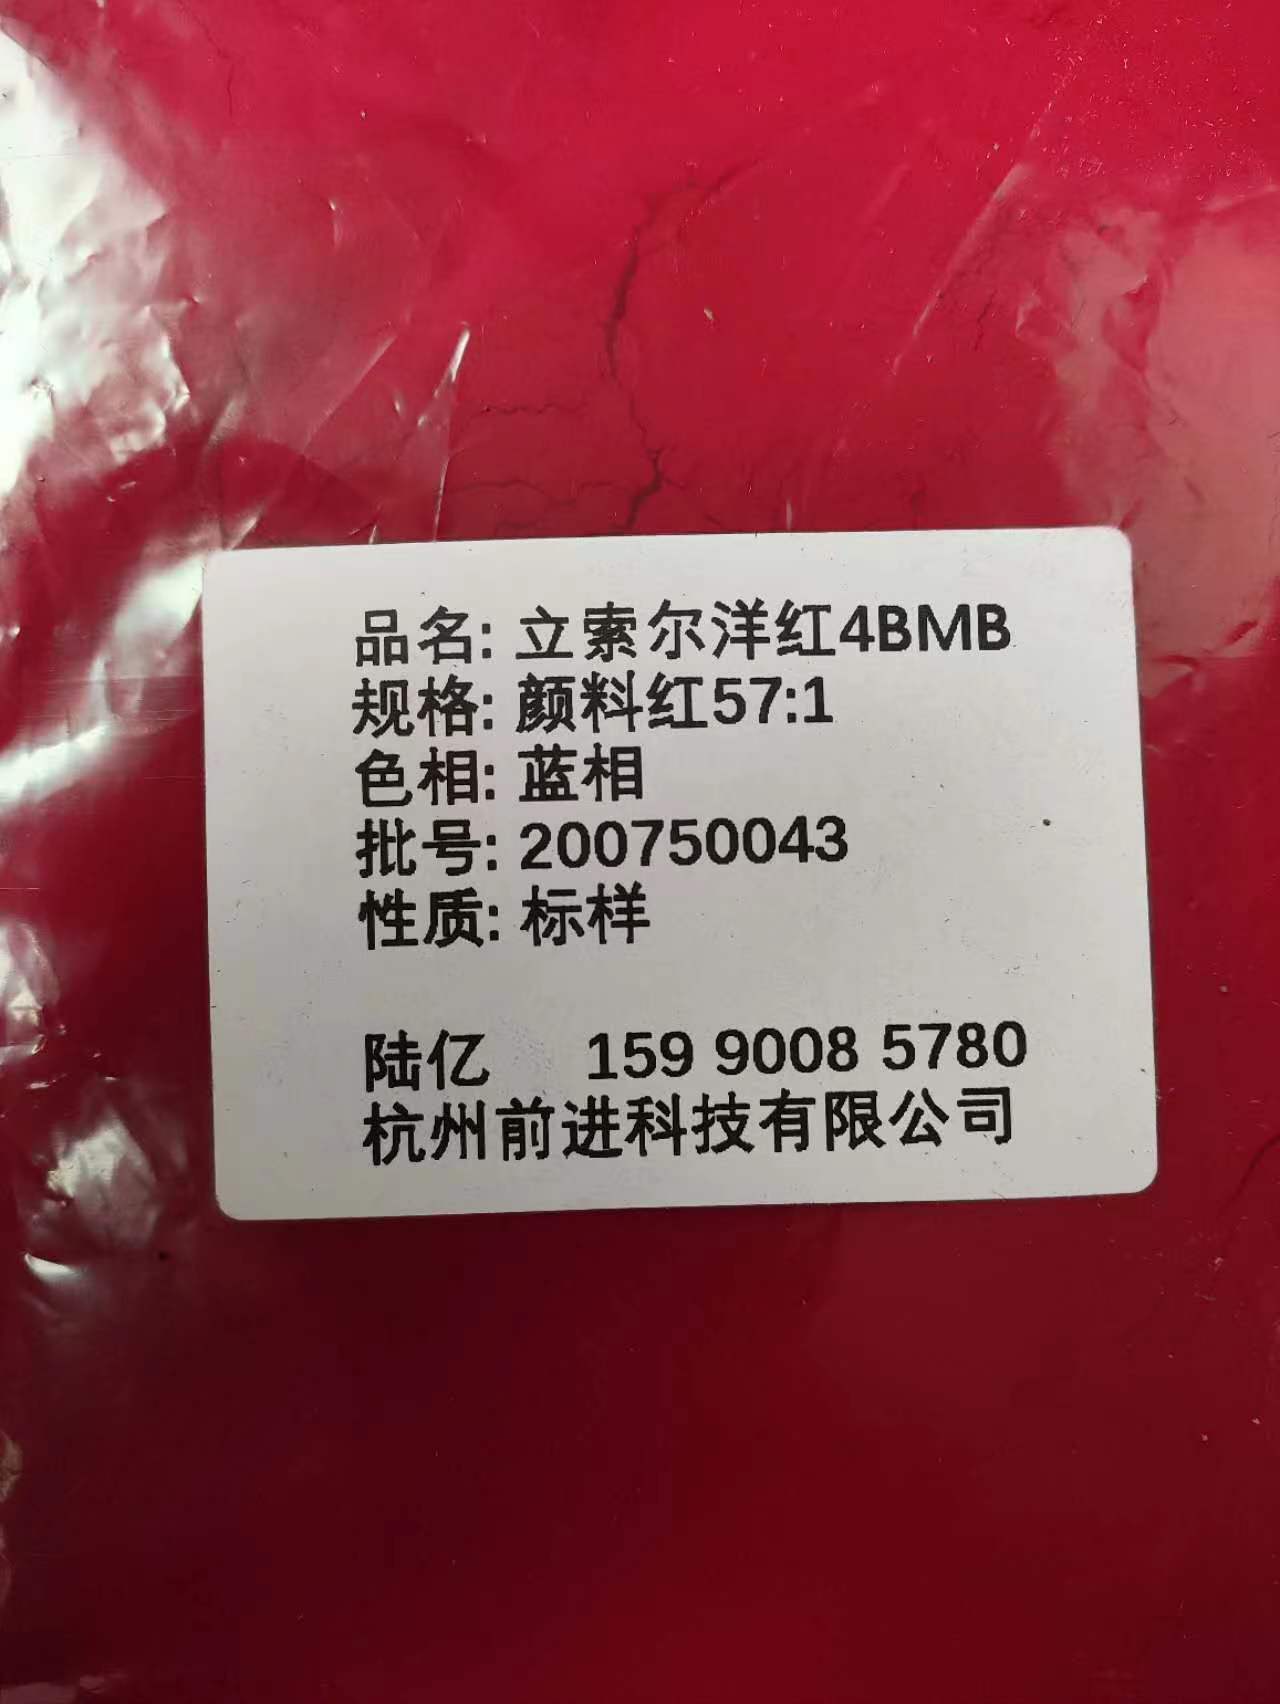 品名: 立索尔洋红4BMB
规格: 颜料红57:1
色相: 蓝相
批号: 200750043
性质: 标样
陆亿 159 9008 5780
杭州前进科技有限公司